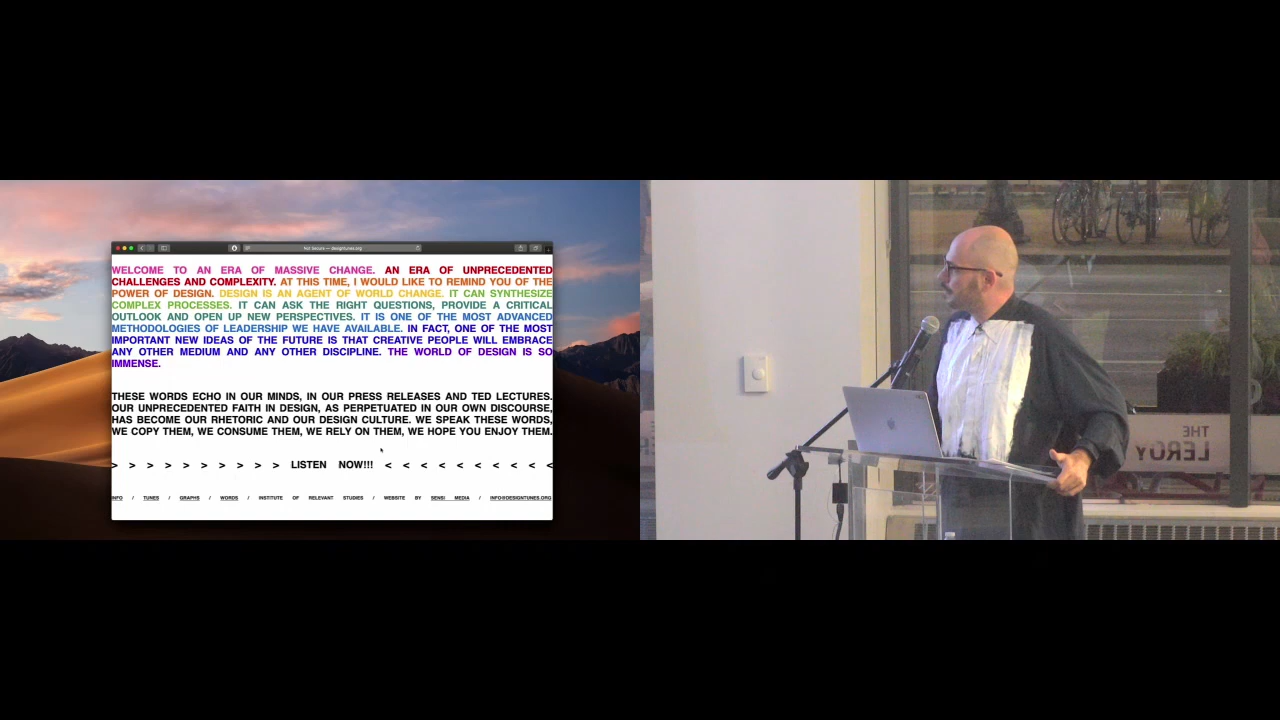 Not Secure — designtunes.org
WELCOME TO AN ERA OF MASSIVE CHANGE. AN ERA OF UNPRECEDENTED
CHALLENGES AND COMPLEXITY. AT THIS TIME, I WOULD LIKE TO REMIND YOU OF THE
POWER OF DESIGN. DESIGN IS AN AGENT OF WORLD CHANGE. IT CAN SYNTHESIZE
COMPLEX PROCESSES. IT CAN ASK THE RIGHT QUESTIONS, PROVIDE A CRITICAL
OUTLOOK AND OPEN UP NEW PERSPECTIVES. IT IS ONE OF THE MOST ADVANCED
METHODOLOGIES OF LEADERSHIP WE HAVE AVAILABLE. IN FACT, ONE OF THE MOST
IMPORTANT NEW IDEAS OF THE FUTURE IS THAT CREATIVE PEOPLE WILL EMBRACE
ANY OTHER MEDIUM AND ANY OTHER DISCIPLINE. THE WORLD OF DESIGN IS SO
IMMENSE.
THESE WORDS ECHO IN OUR MINDS, IN OUR PRESS RELEASES AND TED LECTURES.
OUR UNPRECEDENTED FAITH IN DESIGN, AS PERPETUATED IN OUR OWN DISCOURSE,
HAS BECOME OUR RHETORIC AND OUR DESIGN CULTURE. WE SPEAK THESE WORDS,
WE COPY THEM, WE CONSUME THEM, WE RELY ON THEM, WE HOPE YOU ENJOY THEM.
> > > > > > > > > > LISTEN NOW!!! < < < < < < < < < <
INFO / TUNES / GRAPHS / WORDS / INSTITUTE OF RELEVANT STUDIES / WEBSITE BY SENSI MEDIA / INFO@DESIGNTUNES.ORG
THE
LEROY